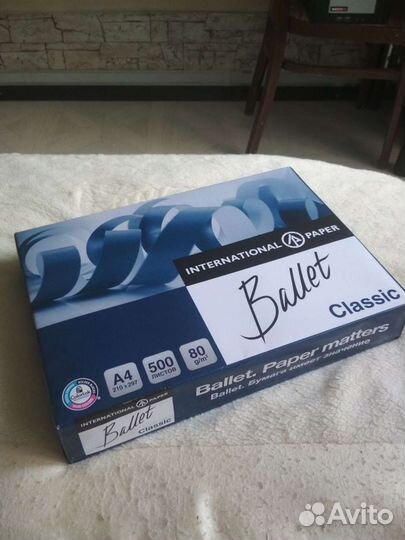 INTERNATIONAL PAPER
Ballet
Classic
A4
210 x 297
500
ЛИСТОВ
80
g/m²
Ballet. Paper matters
Ballet. Бумага имеет значение
INTERNATIONAL PAPER
Ballet
Classic
Avito